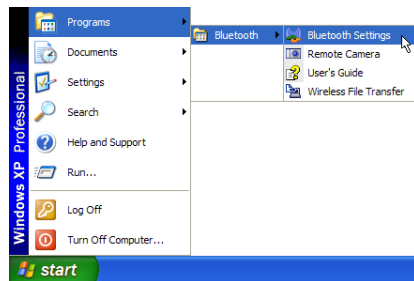 Programs
Documents
Settings
Search
Help and Support
Run...
Log Off
Turn Off Computer...
Windows XP Professional
Bluetooth
Bluetooth Settings
Remote Camera
User's Guide
Wireless File Transfer
start